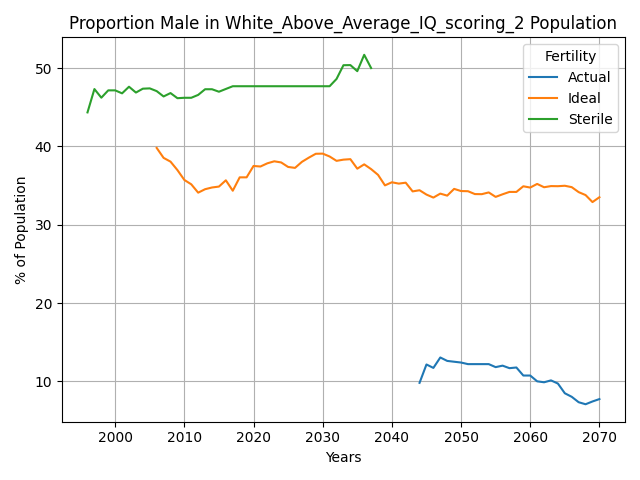 Proportion Male in White_Above_Average_IQ_scoring_2 Population
Fertility
Actual
Ideal
Sterile
% of Population
50
40
30
20
10
2000 2010 2020 2030 2040 2050 2060 2070
Years